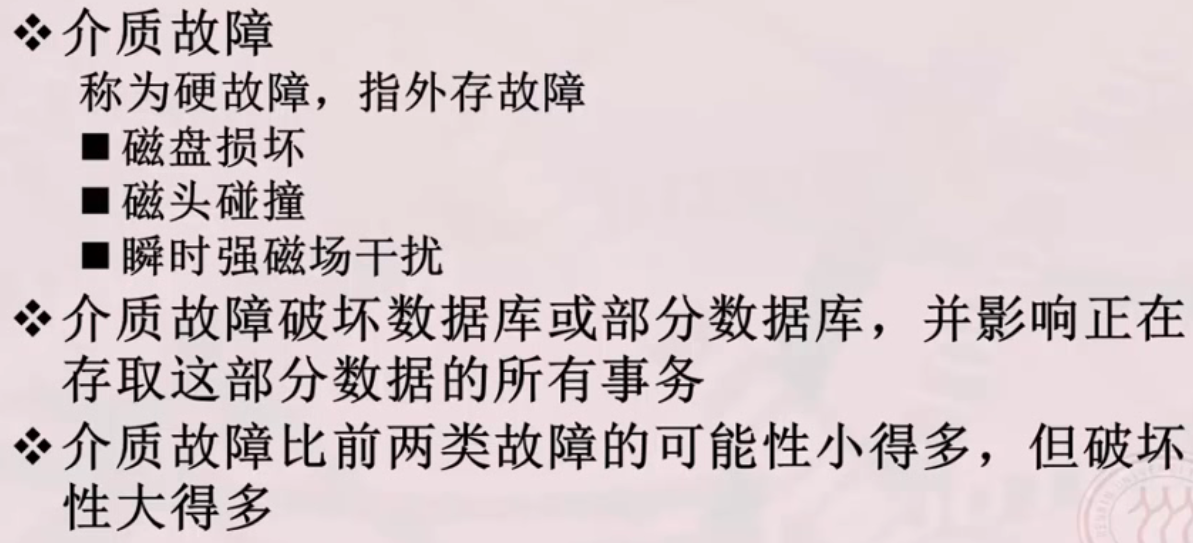 ❖介质故障
称为硬故障，指外存故障
■磁盘损坏
■磁头碰撞
■瞬时强磁场干扰
❖介质故障破坏数据库或部分数据库，并影响正在
存取这部分数据的所有事务
❖介质故障比前两类故障的可能性小得多，但破坏
性大得多